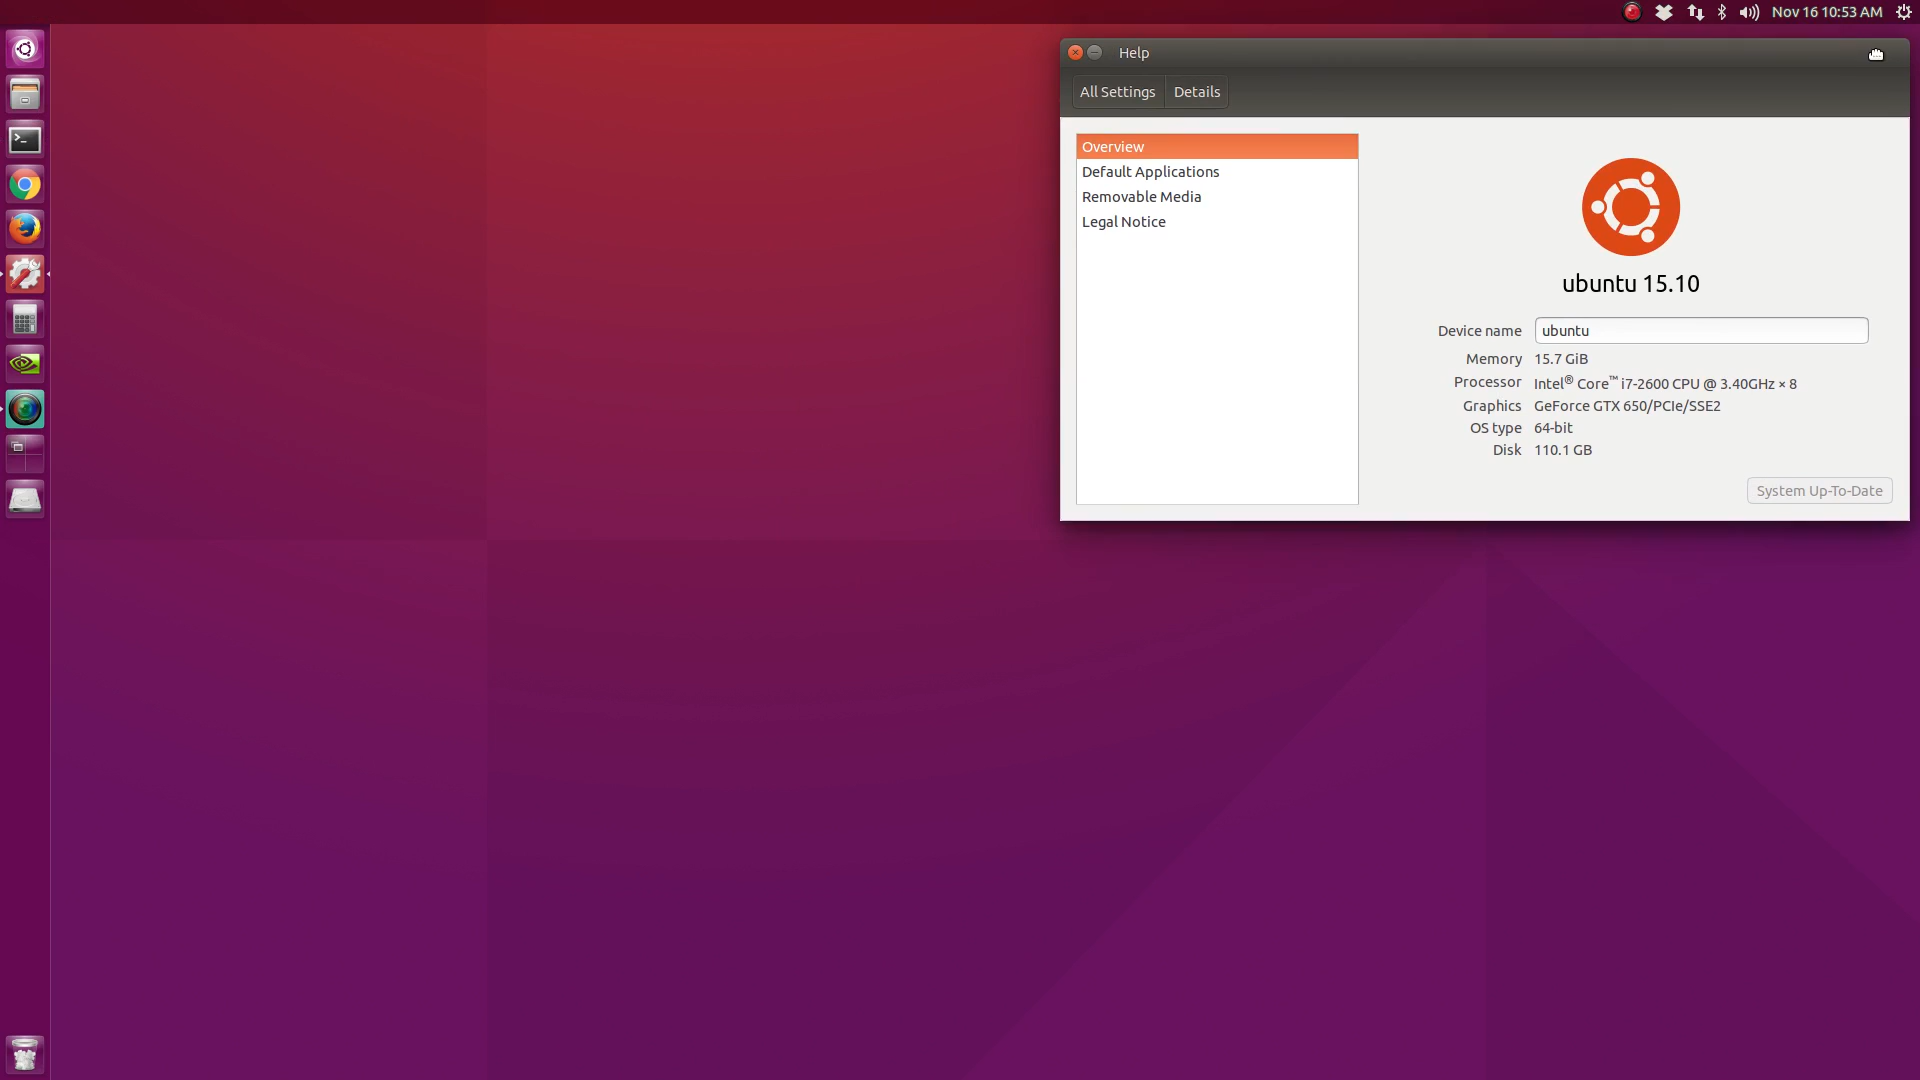 Nov 16 10:53 AM
Help
All Settings
Details
Overview
Default Applications
Removable Media
Legal Notice
ubuntu 15.10
Device name ubuntu
Memory 15.7 GiB
Processor Intel® Core™ i7-2600 CPU @ 3.40GHz × 8
Graphics GeForce GTX 650/PCIe/SSE2
OS type 64-bit
Disk 110.1 GB
System Up-To-Date